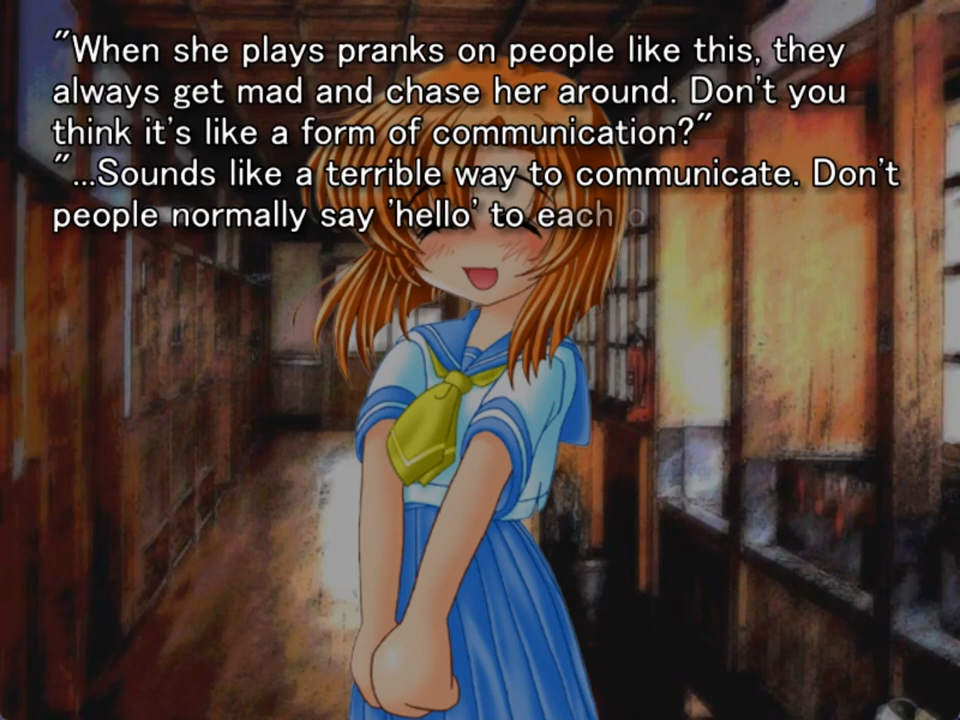 "When she plays pranks on people like this, they
always get mad and chase her around. Don't you
think it's like a form of communication?"
"...Sounds like a terrible way to communicate. Don't
people normally say 'hello' to each o